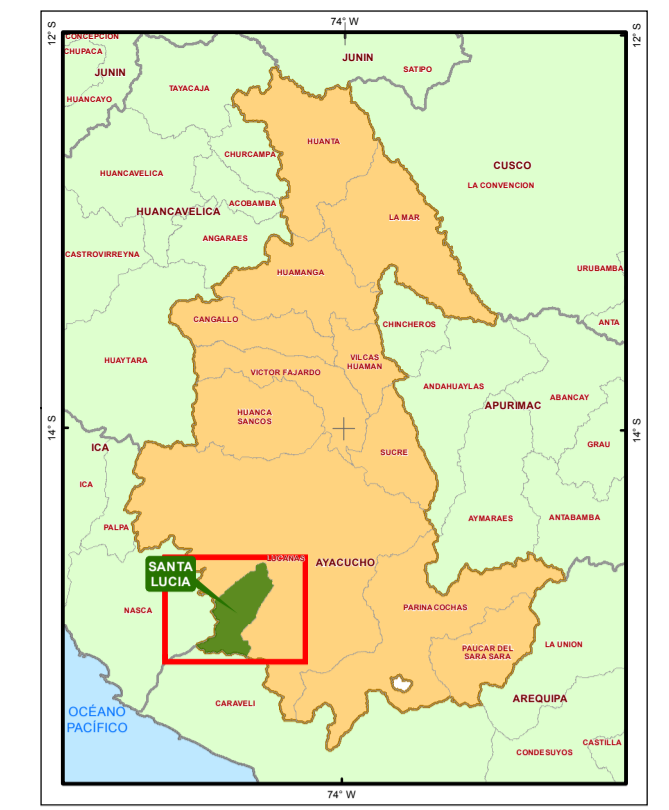 74° W
12° S
12° S
CONCEPCION
CHUPACA
JUNIN
JUNIN
SATIPO
TAYACAJA
HUANCAYO
HUANTA
CHURCAMPA
CUSCO
HUANCAVELICA
LA CONVENCION
ACOBAMBA
HUANCAVELICA
LA MAR
ANGARAES
CASTROVIRREYNA
URUBAMBA
HUAMANGA
CANGALLO
CHINCHEROS
ANTA
HUAYTARA
VILCAS
HUAMAN
VICTOR FAJARDO
ANDAHUAYLAS
ABANCAY
APURIMAC
HUANCA
SANCOS
14° S
14° S
GRAU
ICA
SUCRE
ICA
AYMARAES
ANTABAMBA
PALPA
LUCANAS
AYACUCHO
SANTA
LUCIA
NASCA
PARINACOCHAS
PAUCAR DEL
SARA SARA
LA UNION
AREQUIPA
CARAVELI
OCÉANO
PACÍFICO
CASTILLA
CONDESUYOS
74° W